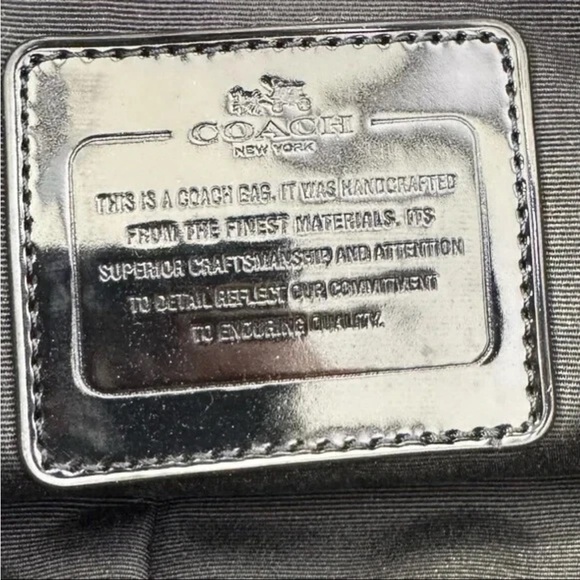 COACH
NEW YORK
THIS IS A COACH BAG. IT WAS HANDCRAFTED
FROM THE FINEST MATERIALS. ITS
SUPERIOR CRAFTSMANSHIP AND ATTENTION
TO DETAIL REFLECT OUR COMMITMENT
TO ENDURING QUALITY.